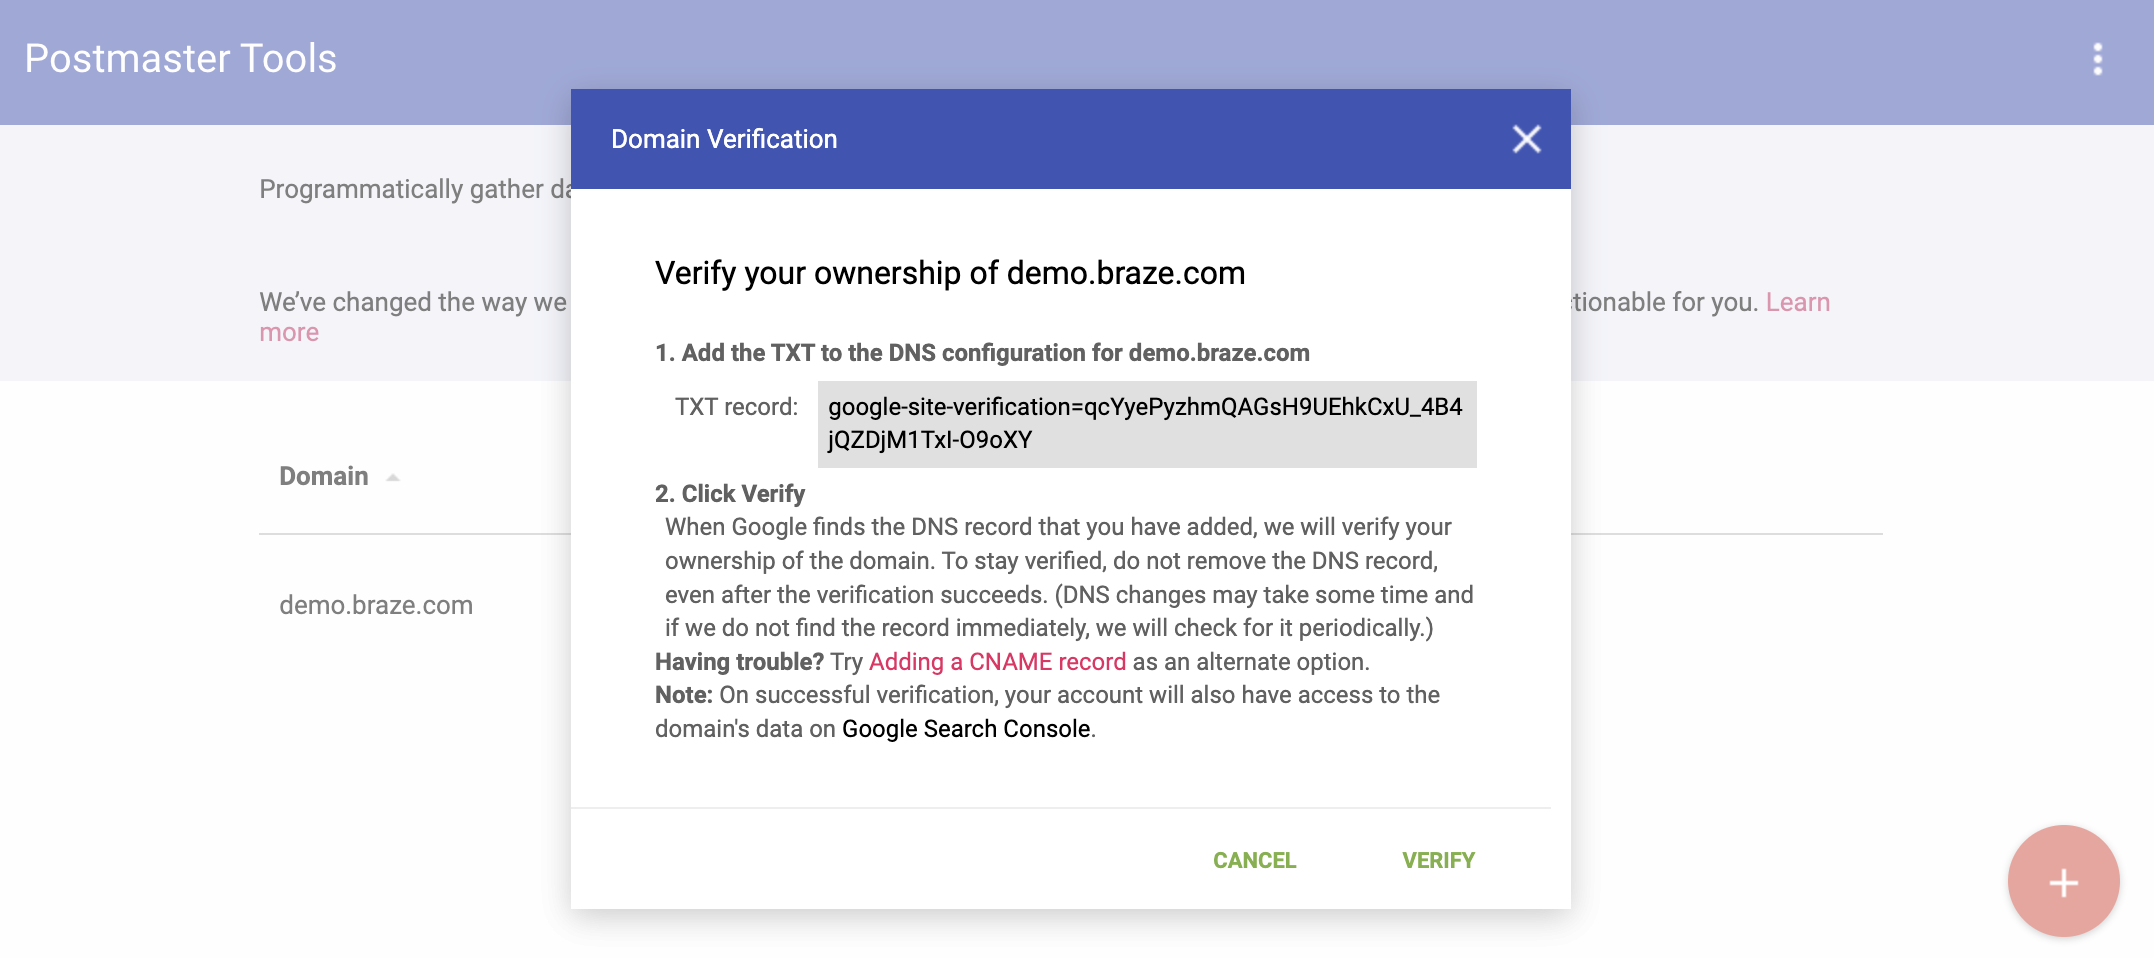 Postmaster Tools
Domain Verification
Programmatically gather
Verify your ownership of demo.braze.com
We’ve changed the way we
tionable for you. Learn
more
1. Add the TXT to the DNS configuration for demo.braze.com
TXT record:
google-site-verification=qcYyePyzhmQAGsH9UEhkCxU_4B4
jQZDjM1TxI-O9oXY
Domain
2. Click Verify
When Google finds the DNS record that you have added, we will verify your
ownership of the domain. To stay verified, do not remove the DNS record,
even after the verification succeeds. (DNS changes may take some time and
if we do not find the record immediately, we will check for it periodically.)
demo.braze.com
Having trouble? Try Adding a CNAME record as an alternate option.
Note: On successful verification, your account will also have access to the
domain's data on Google Search Console.
CANCEL
VERIFY